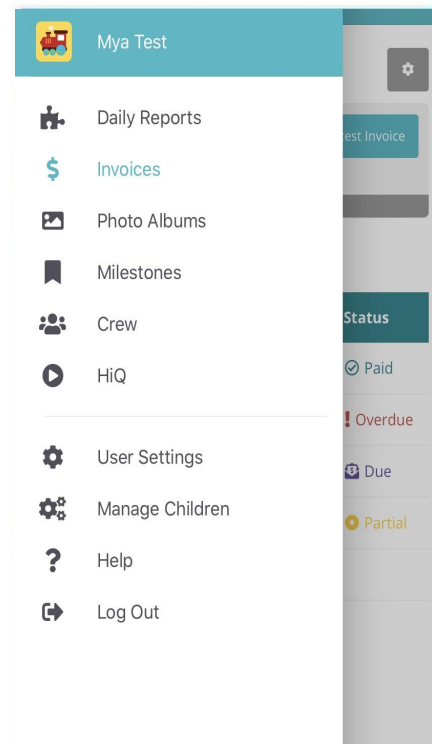 Mya Test
Daily Reports
Invoices
Photo Albums
Milestones
Crew
HiQ
User Settings
Manage Children
Help
Log Out
Invoice
Status
Paid
Overdue
Due
Partial